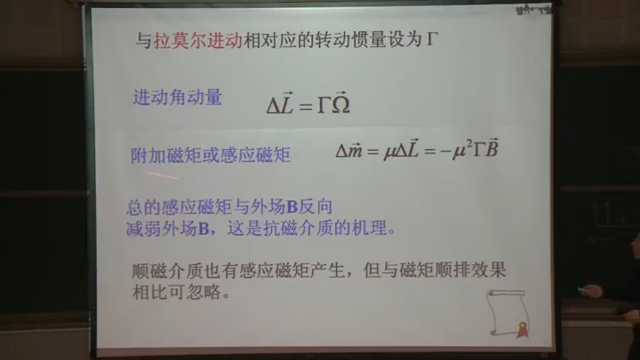 与拉莫尔进动相对应的转动惯量设为 Γ
进动角动量
ΔL⃗ = ΓΩ⃗
附加磁矩或感应磁矩
Δm⃗ = μΔL⃗ = −μ²ΓB⃗
总的感应磁矩与外场B反向
减弱外场B，这是抗磁介质的机理。
顺磁介质也有感应磁矩产生，但与磁矩顺排效果
相比可忽略。